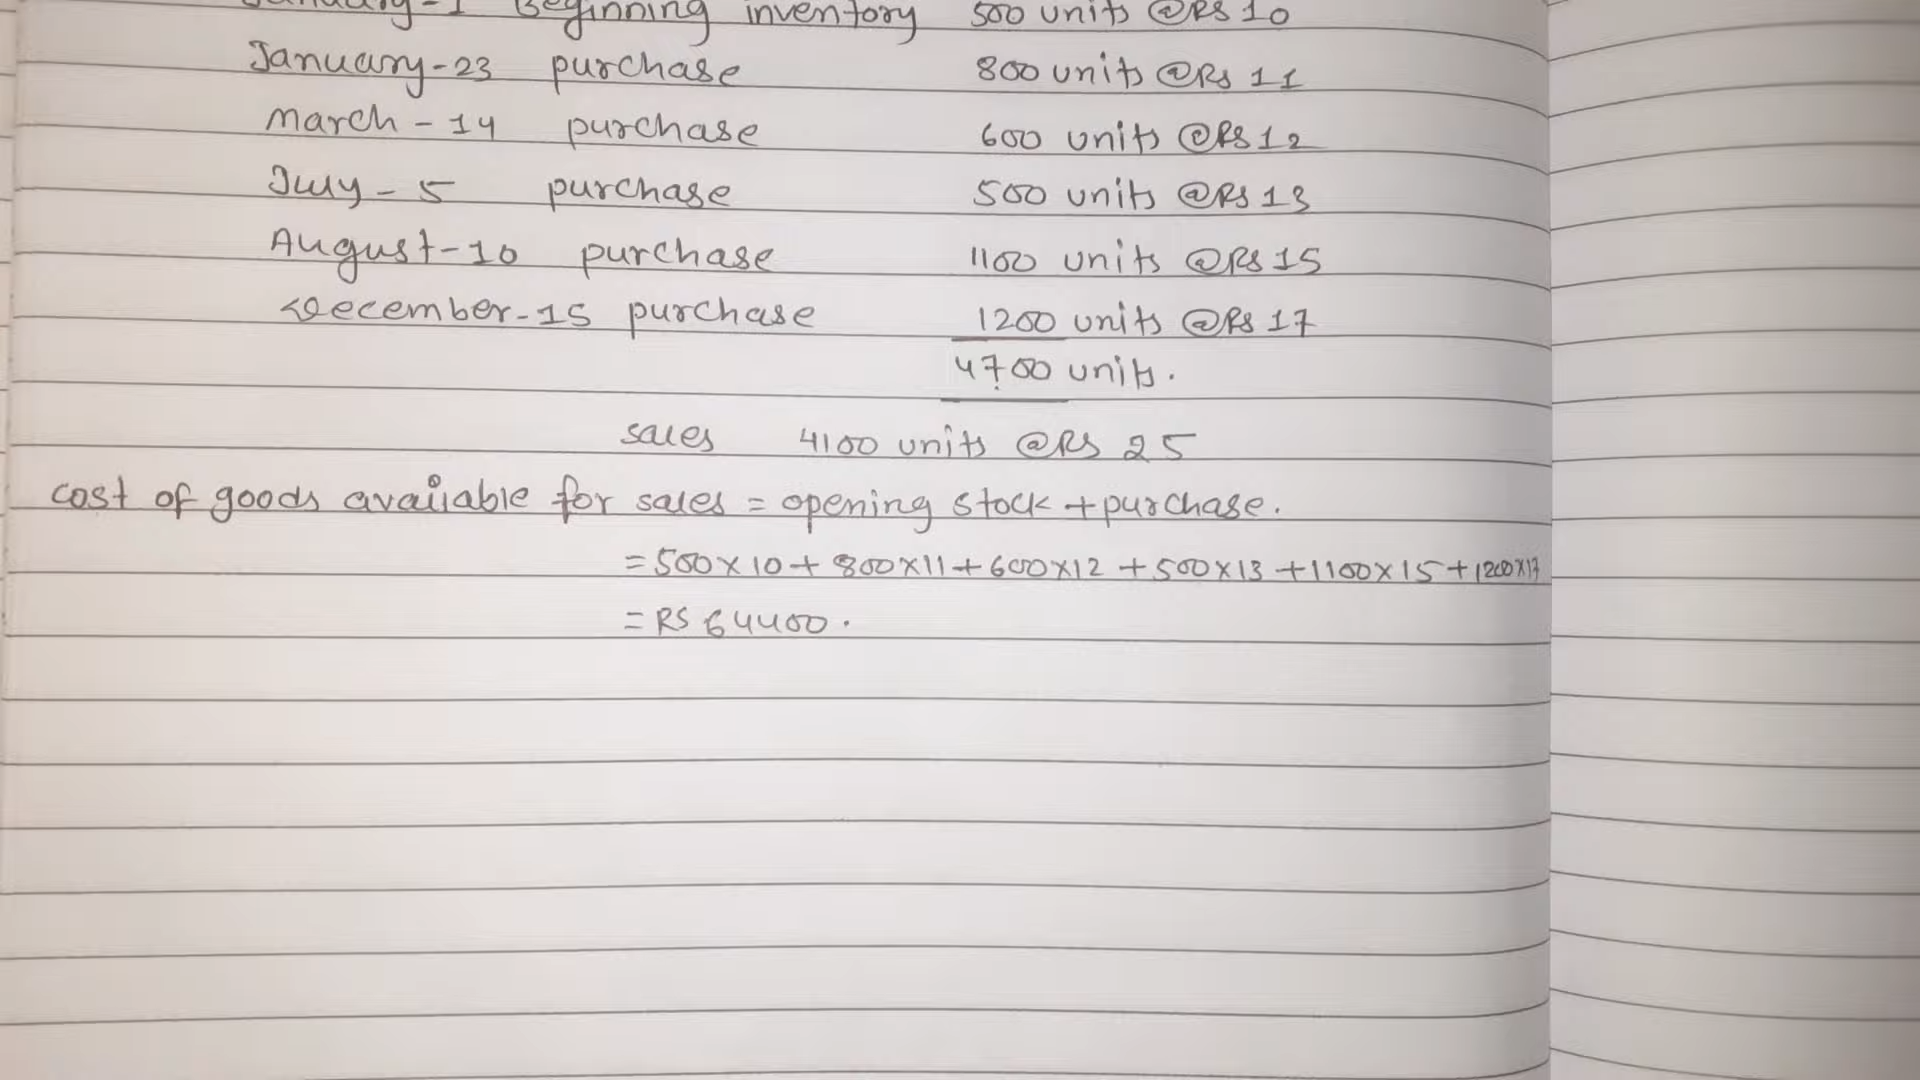 January-1 Beginning inventory 500 units @RS 10
January-23 purchase 800 units @Rs 11
March-14 purchase 600 units @RS 12
July-5 purchase 500 units @RS 13
August-10 purchase 1100 units @RS 15
December-15 purchase 1200 units @RS 17
4700 units.
sales 4100 units @RS 25
cost of goods available for sales = opening stock + purchase.
= 500×10+ 800×11+600×12 +500×13 +1100×15+1200×17
= RS 64400.